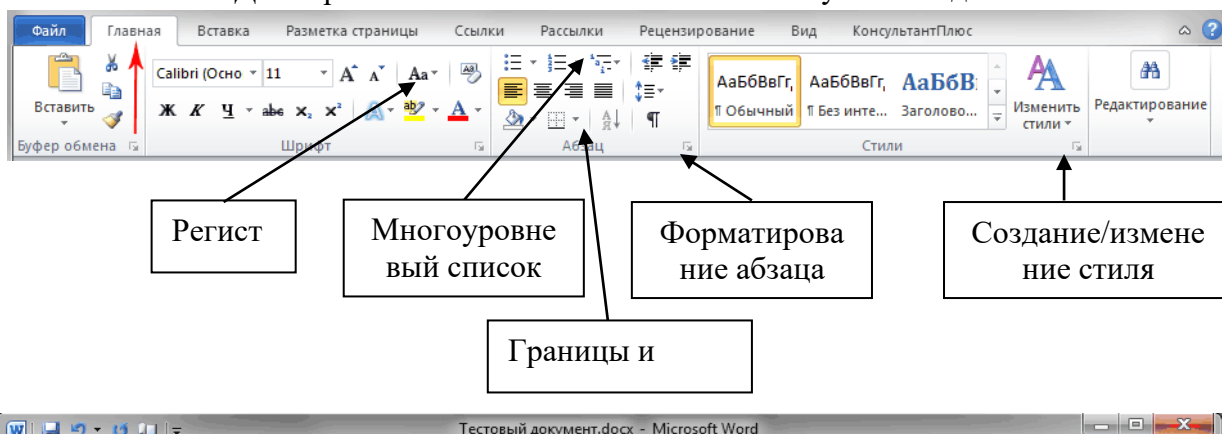 Файл Главная Вставка Разметка страницы Ссылки Рассылки Рецензирование Вид КонсультантПлюс
Calibri (Осно 11 Аа
Вставить
Ж К Ч abc x₂ x² А
АаБбВвГг, АаБбВвГг, АаБбВ
¶ Обычный ¶ Без инте... Заголово...
Изменить стили
Редактирование
Буфер обмена Шрифт Абзац Стили
Регист
Многоуровне
вый список
Форматирова
ние абзаца
Создание/измене
ние стиля
Границы и
Тестовый документ.docx - Microsoft Word